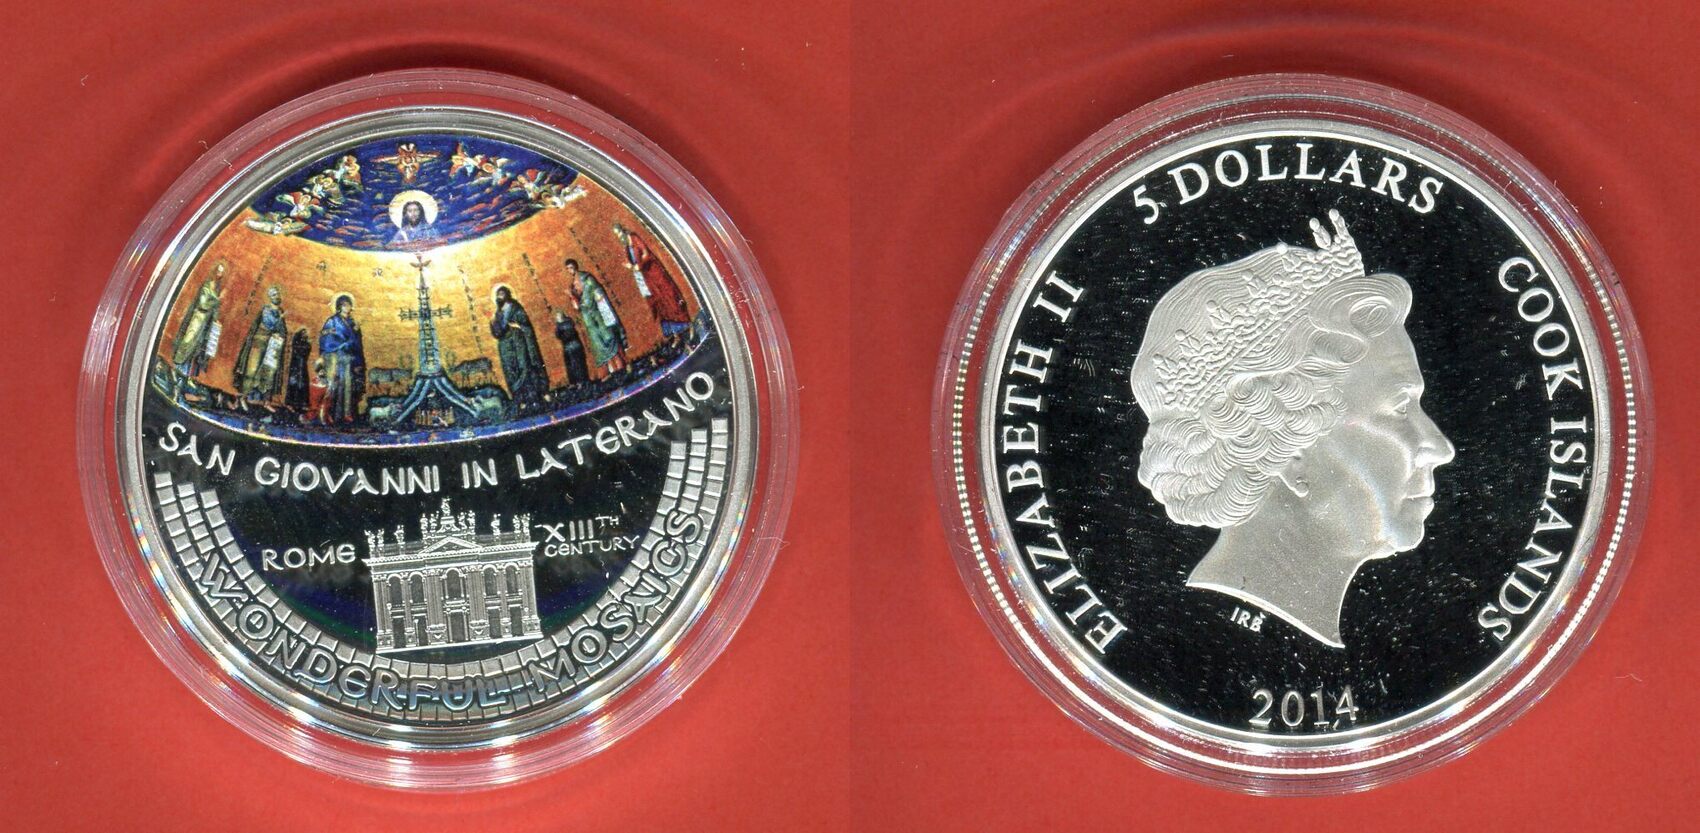 SAN GIOVANNI IN LATERANO
ROME
XIIITH
CENTURY
WONDERFUL MOSAICS
5 DOLLARS
ELIZABETH II
COOK ISLANDS
IRB
2014